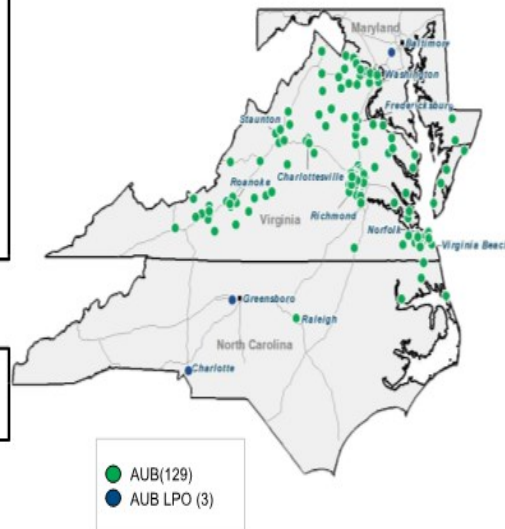 Maryland
Baltimore
Washington
Fredericksburg
Staunton
Charlottesville
Roanoke
Richmond
Virginia
Norfolk
Virginia Beach
Greensboro
Raleigh
North Carolina
Charlotte
AUB(129)
AUB LPO (3)